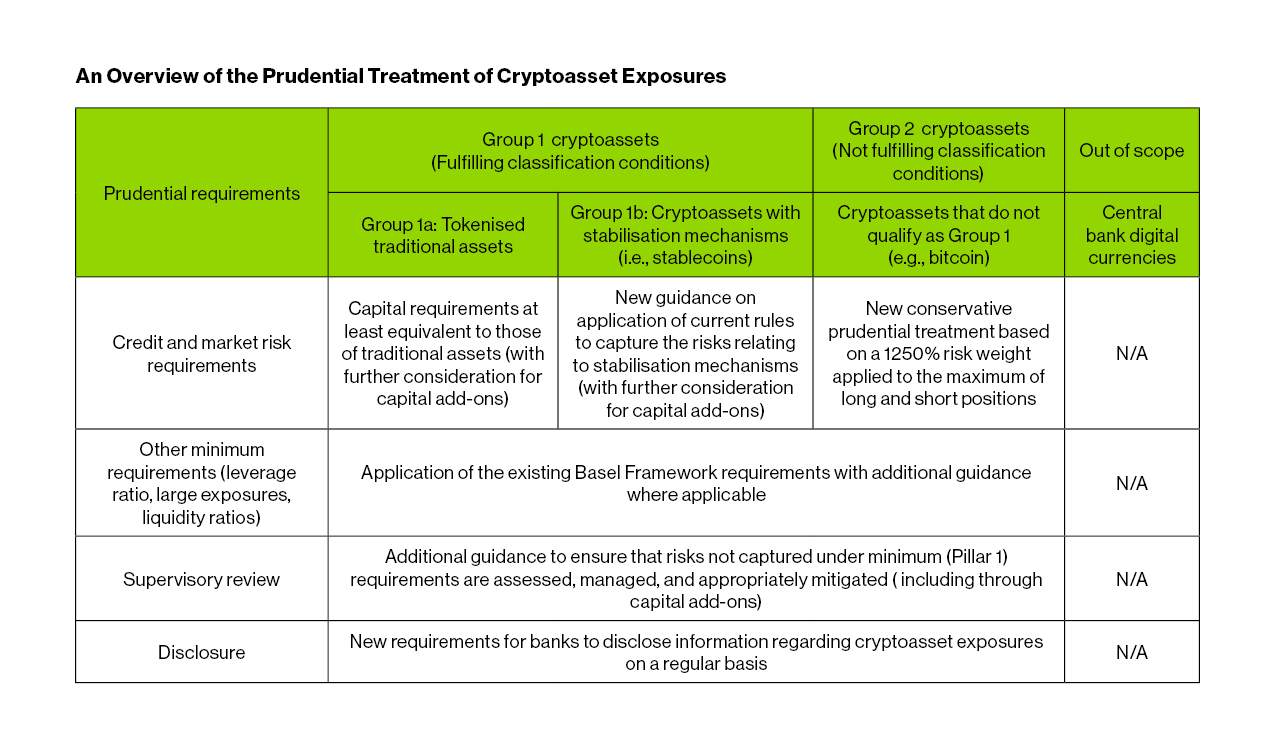 An Overview of the Prudential Treatment of Cryptoasset Exposures
Prudential requirements
Group 1 cryptoassets
(Fulfilling classification conditions)
Group 2 cryptoassets
(Not fulfilling classification
conditions)
Out of scope
Group 1a: Tokenised
traditional assets
Group 1b: Cryptoassets with
stabilisation mechanisms
(i.e., stablecoins)
Cryptoassets that do not
qualify as Group 1
(e.g., bitcoin)
Central
bank digital
currencies
Credit and market risk
requirements
Capital requirements at
least equivalent to those
of traditional assets (with
further consideration for
capital add-ons)
New guidance on
application of current rules
to capture the risks relating
to stabilisation mechanisms
(with further consideration
for capital add-ons)
New conservative
prudential treatment based
on a 1250% risk weight
applied to the maximum of
long and short positions
N/A
Other minimum
requirements (leverage
ratio, large exposures,
liquidity ratios)
Application of the existing Basel Framework requirements with additional guidance
where applicable
N/A
Supervisory review
Additional guidance to ensure that risks not captured under minimum (Pillar 1)
requirements are assessed, managed, and appropriately mitigated ( including through
capital add-ons)
N/A
Disclosure
New requirements for banks to disclose information regarding cryptoasset exposures
on a regular basis
N/A